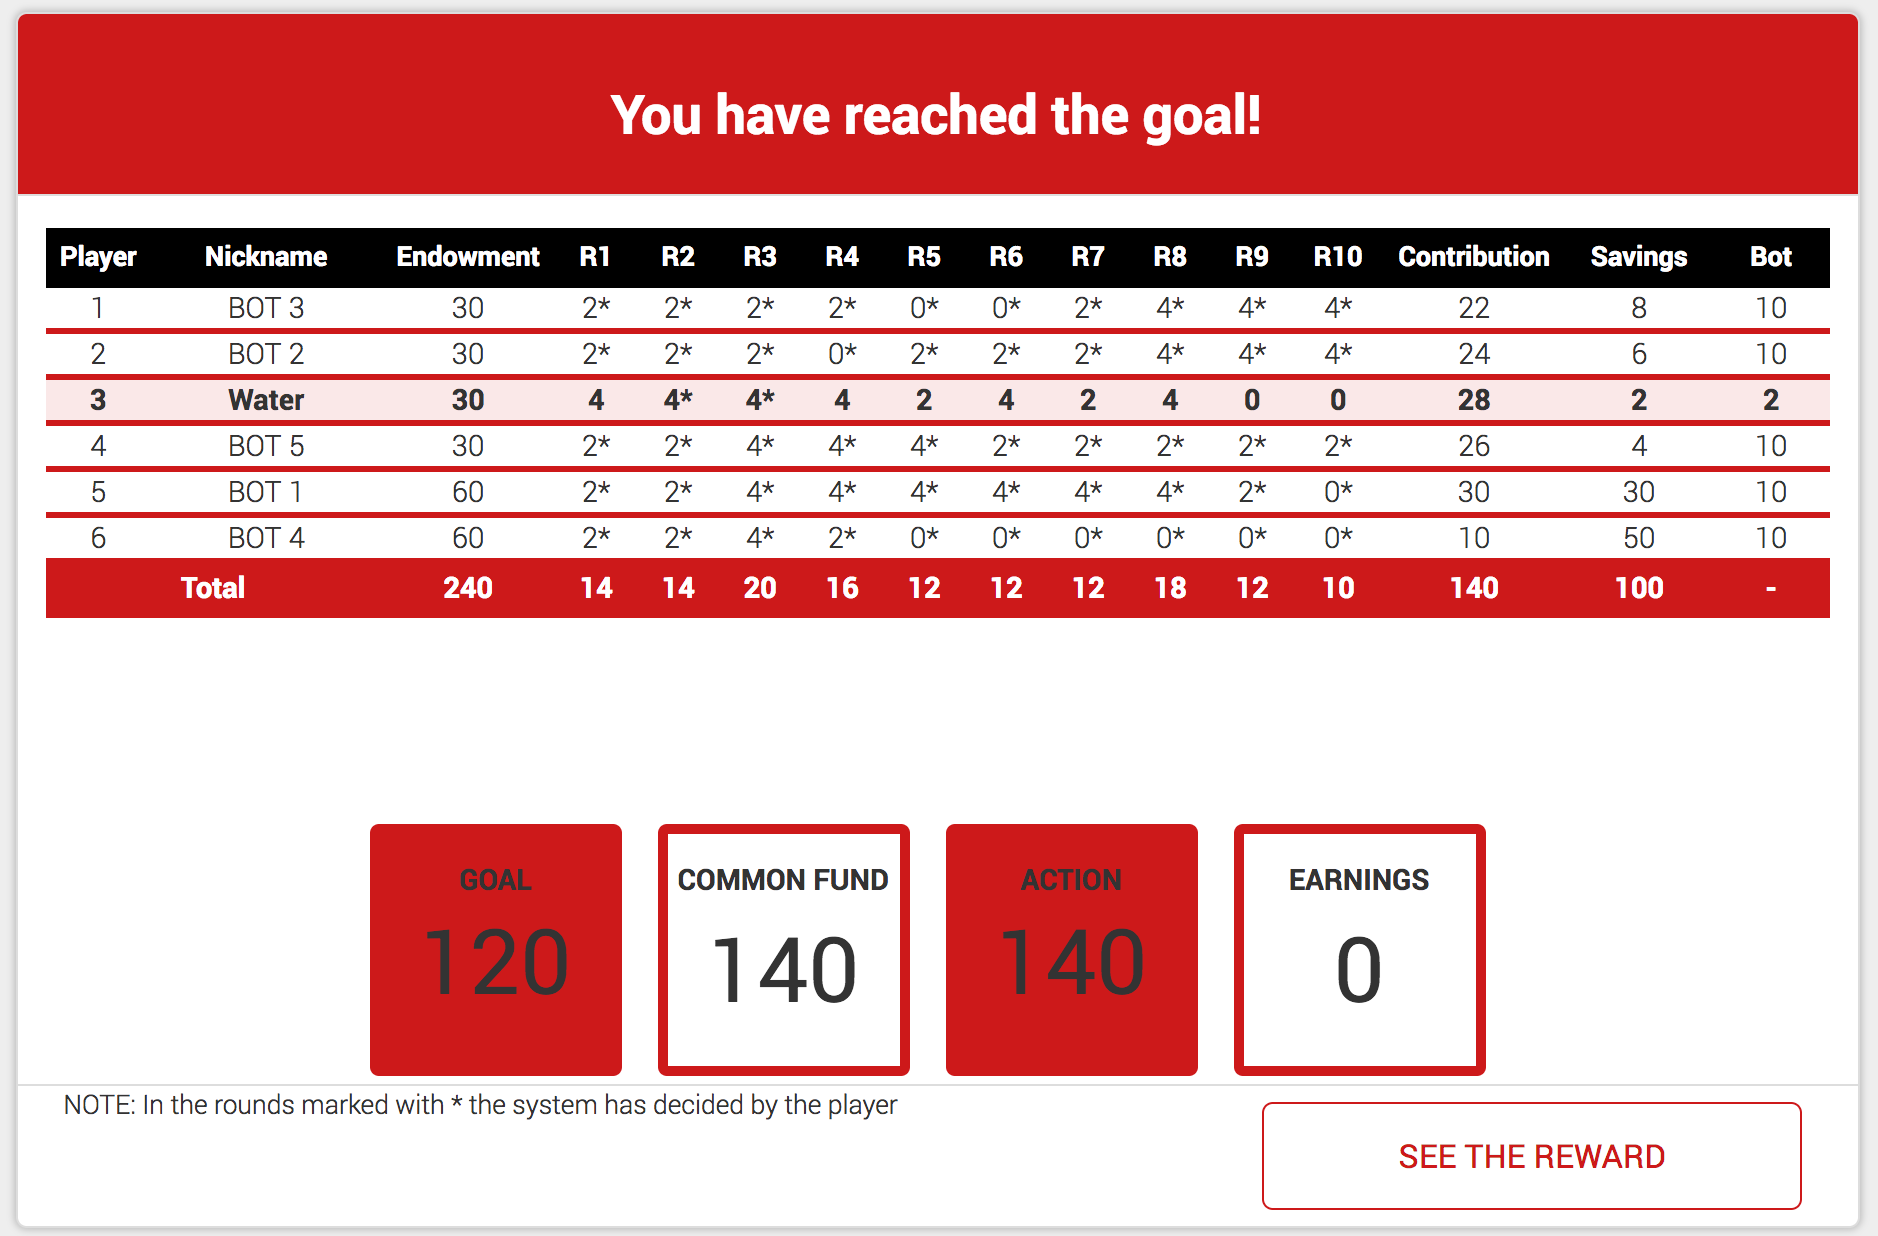 You have reached the goal!
Player Nickname Endowment R1 R2 R3 R4 R5 R6 R7 R8 R9 R10 Contribution Savings Bot
1 BOT 3 30 2* 2* 2* 2* 0* 0* 2* 4* 4* 4* 22 8 10
2 BOT 2 30 2* 2* 2* 0* 2* 2* 2* 4* 4* 4* 24 6 10
3 Water 30 4 4* 4* 4 2 4 2 4 0 0 28 2 2
4 BOT 5 30 2* 2* 4* 4* 4* 2* 2* 2* 2* 2* 26 4 10
5 BOT 1 60 2* 2* 4* 4* 4* 4* 4* 4* 2* 0* 30 30 10
6 BOT 4 60 2* 2* 4* 2* 0* 0* 0* 0* 0* 0* 10 50 10
Total 240 14 14 20 16 12 12 12 18 12 10 140 100 -
GOAL COMMON FUND ACTION EARNINGS
120 140 140 0
NOTE: In the rounds marked with * the system has decided by the player
SEE THE REWARD